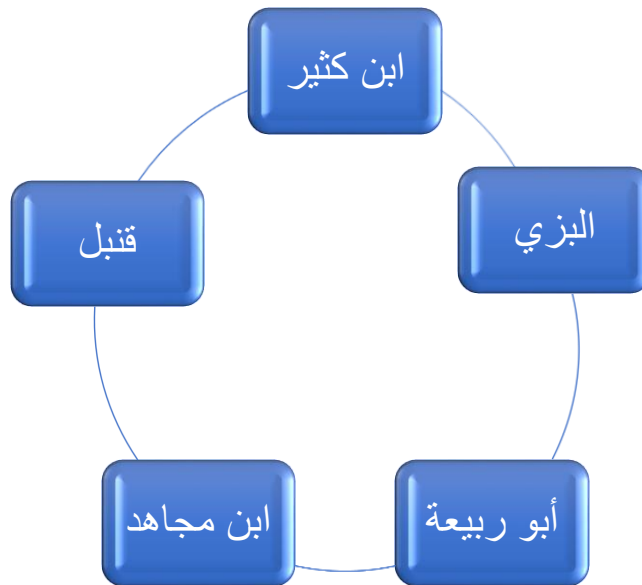 ابن كثير
البزي
قنبل
أبو ربيعة
ابن مجاهد